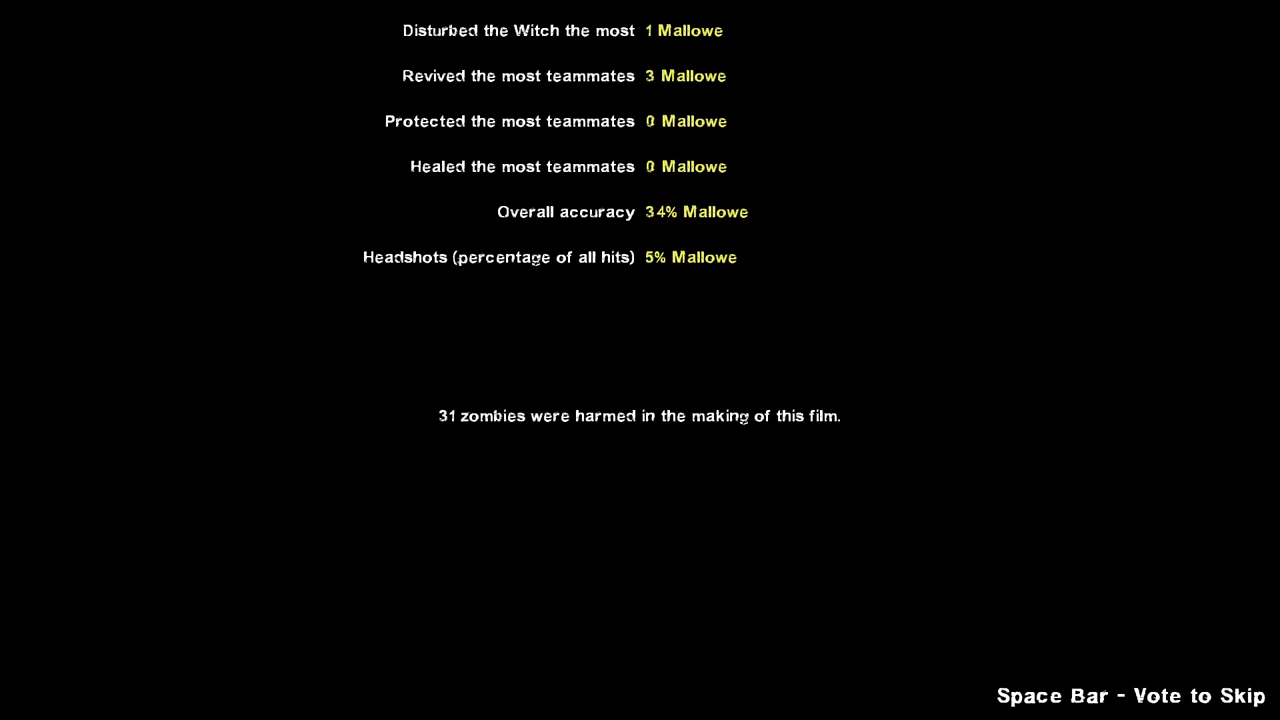 Disturbed the Witch the most 1 Mallowe
Revived the most teammates 3 Mallowe
Protected the most teammates 0 Mallowe
Healed the most teammates 0 Mallowe
Overall accuracy 34% Mallowe
Headshots (percentage of all hits) 5% Mallowe
31 zombies were harmed in the making of this film.
Space Bar - Vote to Skip